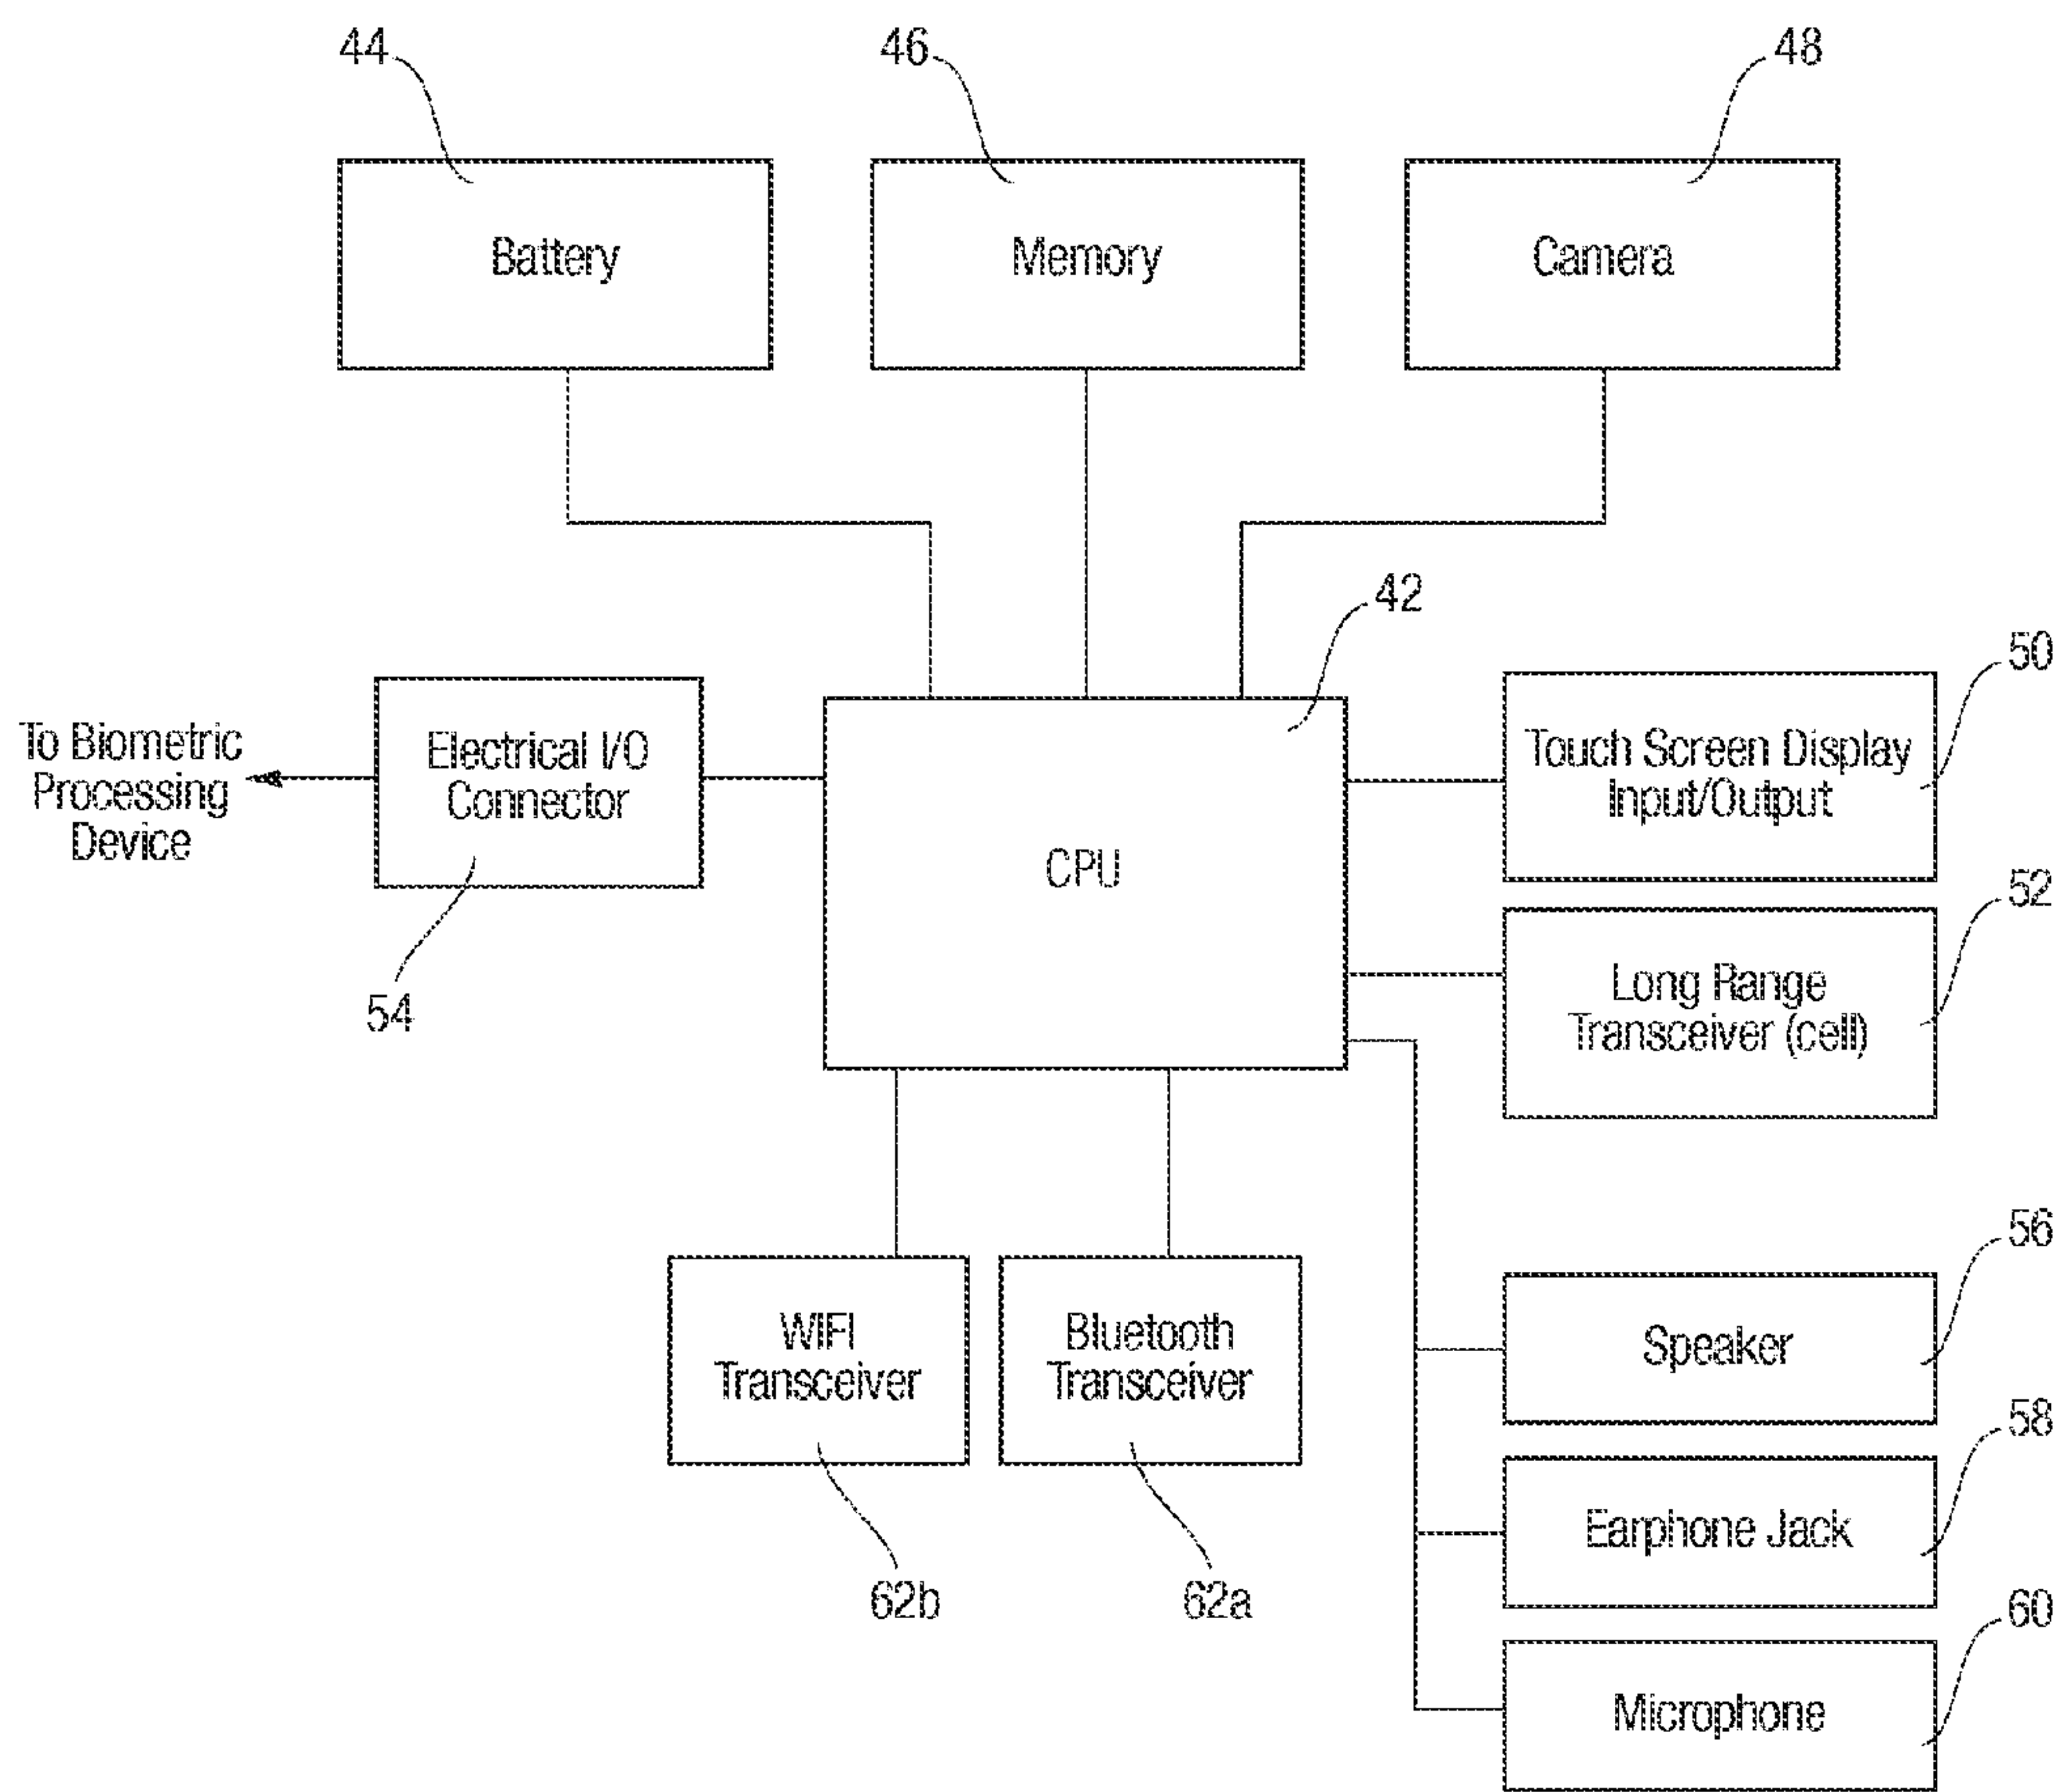 44
46
48
Battery
Memory
Camera
42
50
To Biometric
Processing
Device
Electrical I/O
Connector
54
CPU
Touch Screen Display
Input/Output
52
Long Range
Transceiver (cell)
WIFI
Transceiver
62b
Bluetooth
Transceiver
62a
56
Speaker
58
Earphone Jack
60
Microphone